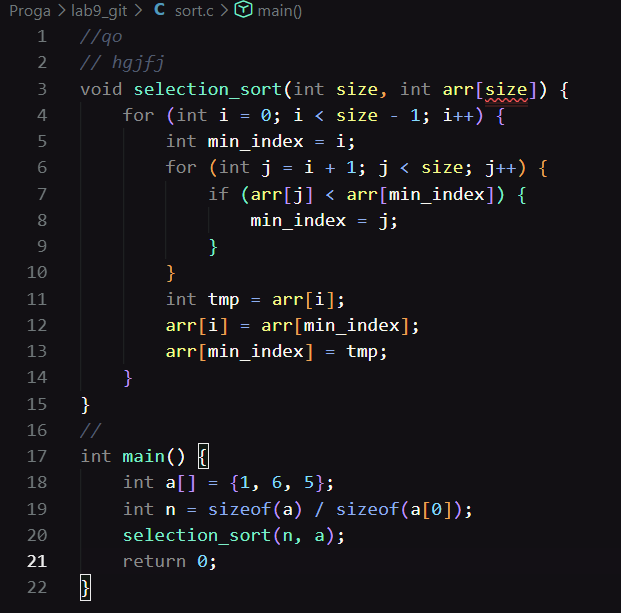 Proga > lab9_git > C sort.c > main()
1 //qo
2 // hgjfj
3 void selection_sort(int size, int arr[size]) {
4     for (int i = 0; i < size - 1; i++) {
5         int min_index = i;
6         for (int j = i + 1; j < size; j++) {
7             if (arr[j] < arr[min_index]) {
8                 min_index = j;
9             }
10         }
11         int tmp = arr[i];
12         arr[i] = arr[min_index];
13         arr[min_index] = tmp;
14     }
15 }
16 //
17 int main() {
18     int a[] = {1, 6, 5};
19     int n = sizeof(a) / sizeof(a[0]);
20     selection_sort(n, a);
21     return 0;
22 }